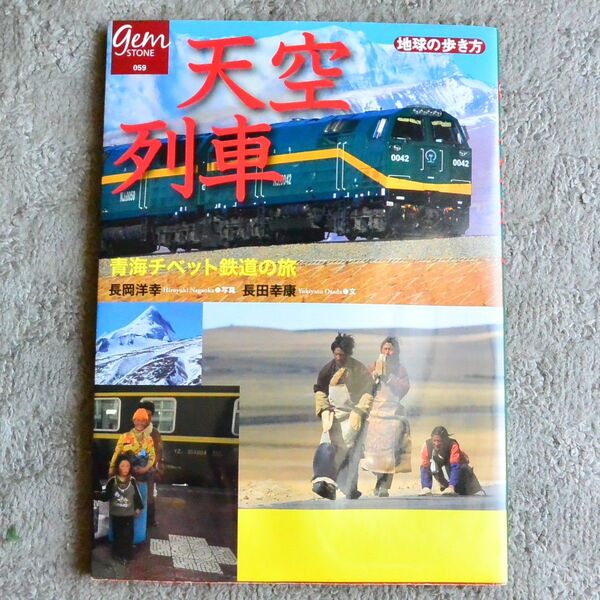 gem
STONE
059
地球の歩き方
天空
列車
0042
0042
青海チベット鉄道の旅
長岡洋幸 Hiroyuki Nagaoka●写真 長田幸康 Yukiyasu Osada●文